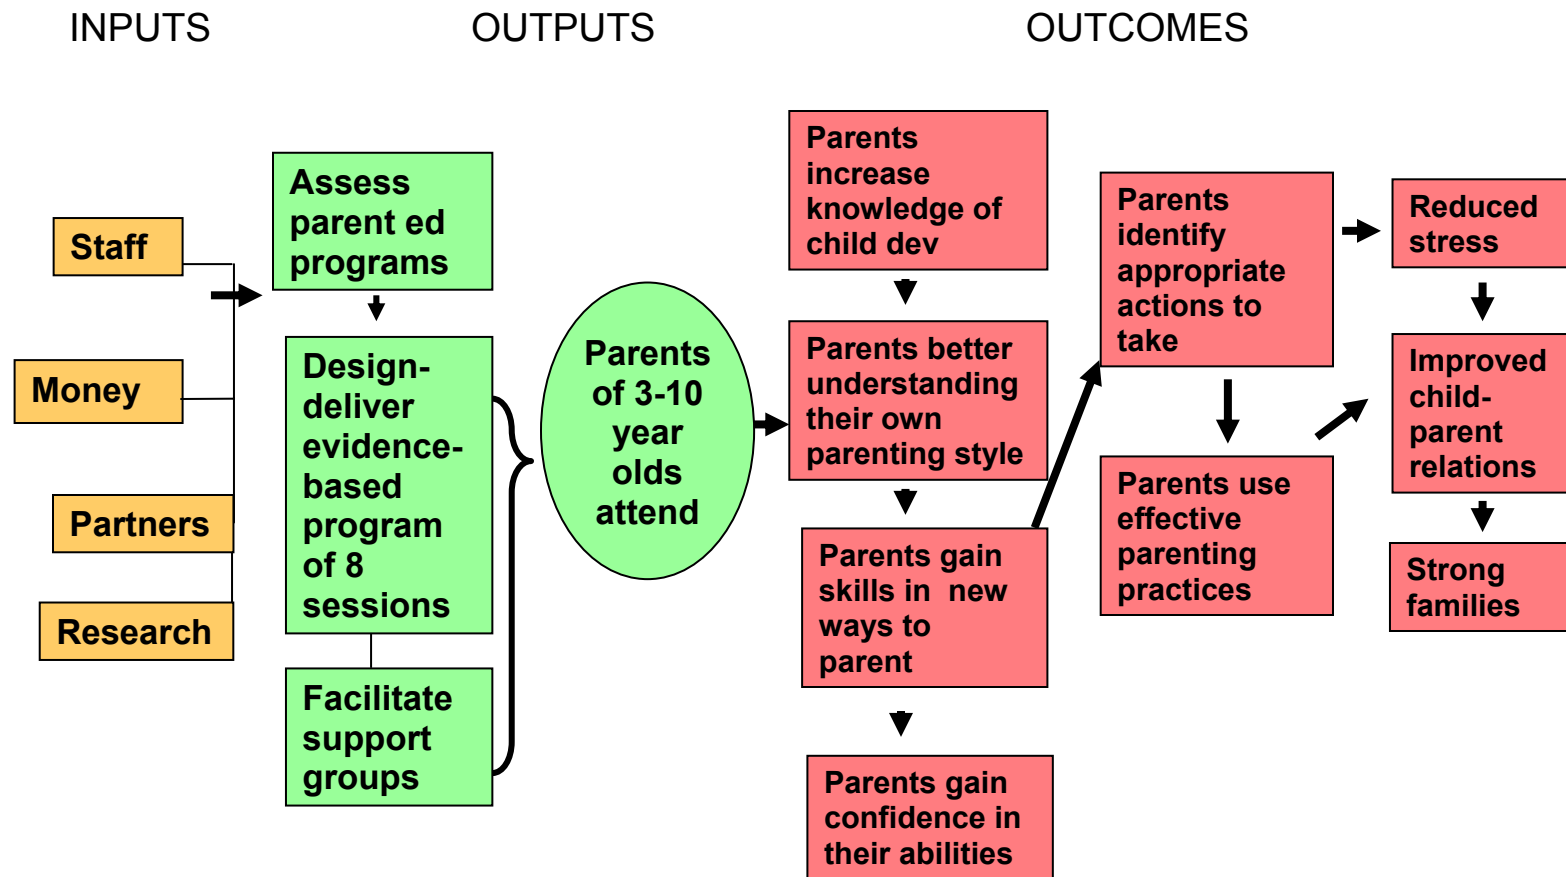 INPUTS
OUTPUTS
OUTCOMES
Staff
Money
Partners
Research
Assess
parent ed
programs
Design-
deliver
evidence-
based
program
of 8
sessions
Facilitate
support
groups
Parents
of 3-10
year
olds
attend
Parents
increase
knowledge of
child dev
Parents better
understanding
their own
parenting style
Parents gain
skills in  new
ways to
parent
Parents gain
confidence in
their abilities
Parents
identify
appropriate
actions to
take
Parents use
effective
parenting
practices
Reduced
stress
Improved
child-
parent
relations
Strong
families